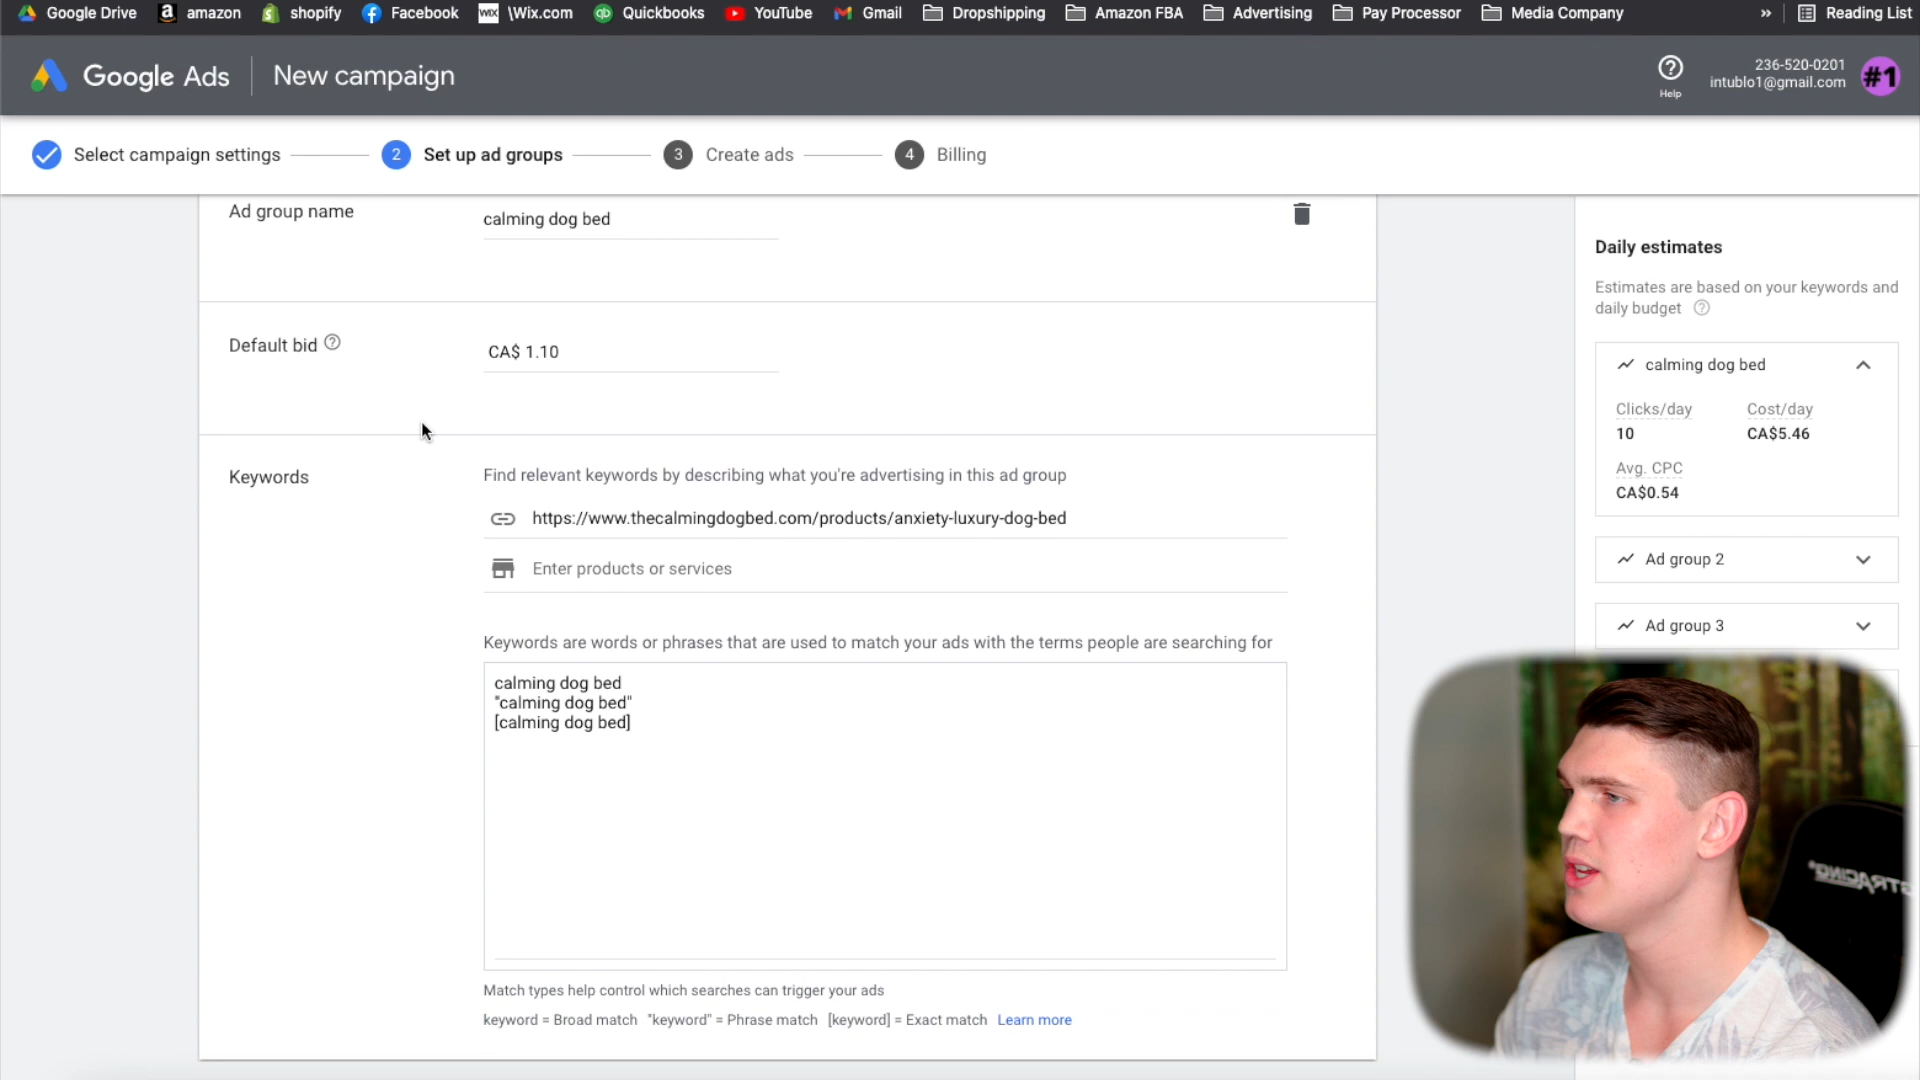 Google Drive amazon shopify Facebook WIX \Wix.com qb Quickbooks YouTube Gmail Dropshipping Amazon FBA Advertising Pay Processor Media Company » Reading List
Google Ads New campaign
Help
236-520-0201
intublo1@gmail.com
#1
Select campaign settings 2 Set up ad groups 3 Create ads 4 Billing
Ad group name
calming dog bed
Default bid
CA$ 1.10
Keywords
Find relevant keywords by describing what you're advertising in this ad group
https://www.thecalmingdogbed.com/products/anxiety-luxury-dog-bed
Enter products or services
Keywords are words or phrases that are used to match your ads with the terms people are searching for
calming dog bed
"calming dog bed"
[calming dog bed]
Match types help control which searches can trigger your ads
keyword = Broad match "keyword" = Phrase match [keyword] = Exact match Learn more
Daily estimates
Estimates are based on your keywords and
daily budget
calming dog bed
Clicks/day Cost/day
10 CA$5.46
Avg. CPC
CA$0.54
Ad group 2
Ad group 3